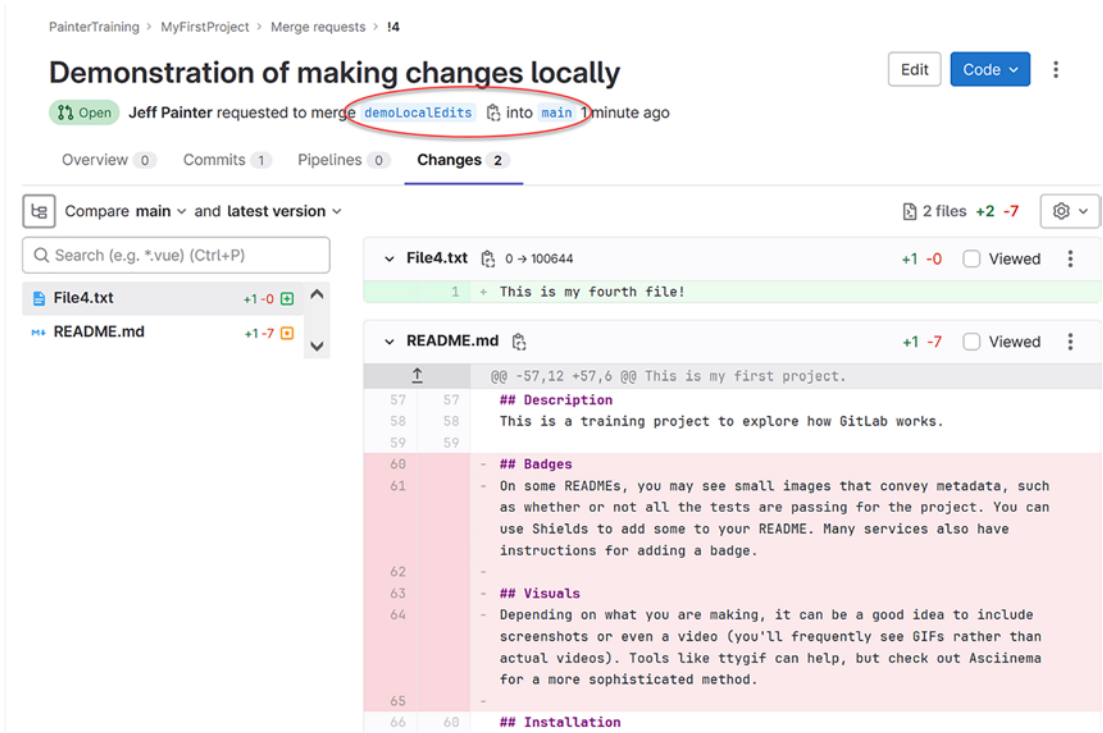 PainterTraining > MyFirstProject > Merge requests > !4
Demonstration of making changes locally
Edit
Code
Open Jeff Painter requested to merge demoLocalEdits into main 1 minute ago
Overview 0 Commits 1 Pipelines 0 Changes 2
Compare main and latest version
2 files +2 -7
Search (e.g. *.vue) (Ctrl+P)
File4.txt +1 -0
README.md +1 -7
File4.txt 0 → 100644 +1 -0 Viewed
1 + This is my fourth file!
README.md +1 -7 Viewed
@@ -57,12 +57,6 @@ This is my first project.
57 57 ## Description
58 58 This is a training project to explore how GitLab works.
59 59
60 - ## Badges
61 - On some READMEs, you may see small images that convey metadata, such
as whether or not all the tests are passing for the project. You can
use Shields to add some to your README. Many services also have
instructions for adding a badge.
62 -
63 - ## Visuals
64 - Depending on what you are making, it can be a good idea to include
screenshots or even a video (you'll frequently see GIFs rather than
actual videos). Tools like ttygif can help, but check out Asciinema
for a more sophisticated method.
65 -
66 60 ## Installation